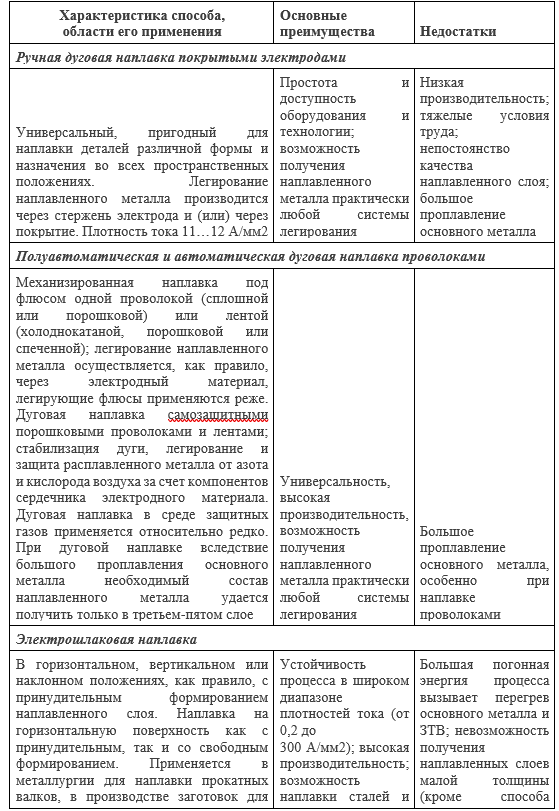 Характеристика способа,
области его применения
Основные
преимущества
Недостатки
Ручная дуговая наплавка покрытыми электродами
Универсальный, пригодный для
наплавки деталей различной формы и
назначения во всех пространственных
положениях. Легирование
наплавленного металла производится
через стержень электрода и (или) через
покрытие. Плотность тока 11…12 А/мм2
Простота и
доступность
оборудования и
технологии;
возможность
получения
наплавленного
металла практически
любой системы
легирования
Низкая
производительность;
тяжелые условия
труда;
непостоянство
качества
наплавленного слоя;
большое
проплавление
основного металла
Полуавтоматическая и автоматическая дуговая наплавка проволоками
Механизированная наплавка под
флюсом одной проволокой (сплошной
или порошковой) или лентой
(холоднокатаной, порошковой или
спеченной); легирование наплавленного
металла осуществляется, как правило,
через электродный материал,
легирующие флюсы применяются реже.
Дуговая наплавка самозащитными
порошковыми проволоками и лентами;
стабилизация дуги, легирование и
защита расплавленного металла от азота
и кислорода воздуха за счет компонентов
сердечника электродного материала.
Дуговая наплавка в среде защитных
газов применяется относительно редко.
При дуговой наплавке вследствие
большого проплавления основного
металла необходимый состав
наплавленного металла удается
получить только в третьем-пятом слое
Универсальность,
высокая
производительность,
возможность
получения
наплавленного
металла практически
любой системы
легирования
Большое
проплавление
основного металла,
особенно при
наплавке
проволоками
Электрошлаковая наплавка
В горизонтальном, вертикальном или
наклонном положениях, как правило, с
принудительным формированием
наплавленного слоя. Наплавка на
горизонтальную поверхность как с
принудительным, так и со свободным
формированием. Применяется в
металлургии для наплавки прокатных
валков, в производстве заготовок для
Устойчивость
процесса в широком
диапазоне
плотностей тока (от
0,2 до
300 А/мм2); высокая
производительность;
возможность
наплавки сталей и
Большая погонная
энергия процесса
вызывает перегрев
основного металла и
ЗТВ; невозможность
получения
наплавленных слоев
малой толщины
(кроме способа